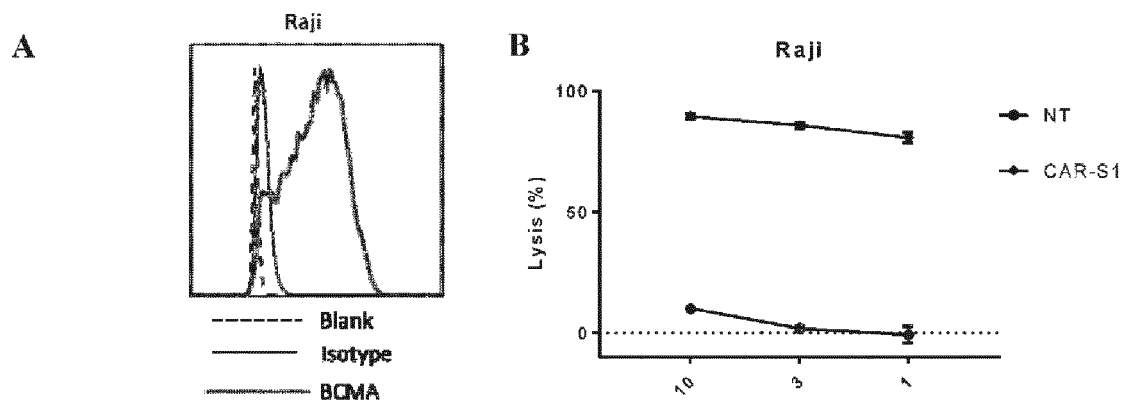 A
Raji
Blank
Isotype
BCMA
B
Raji
Lysis (%)
100
50
0
10
3
1
NT
CAR-S1